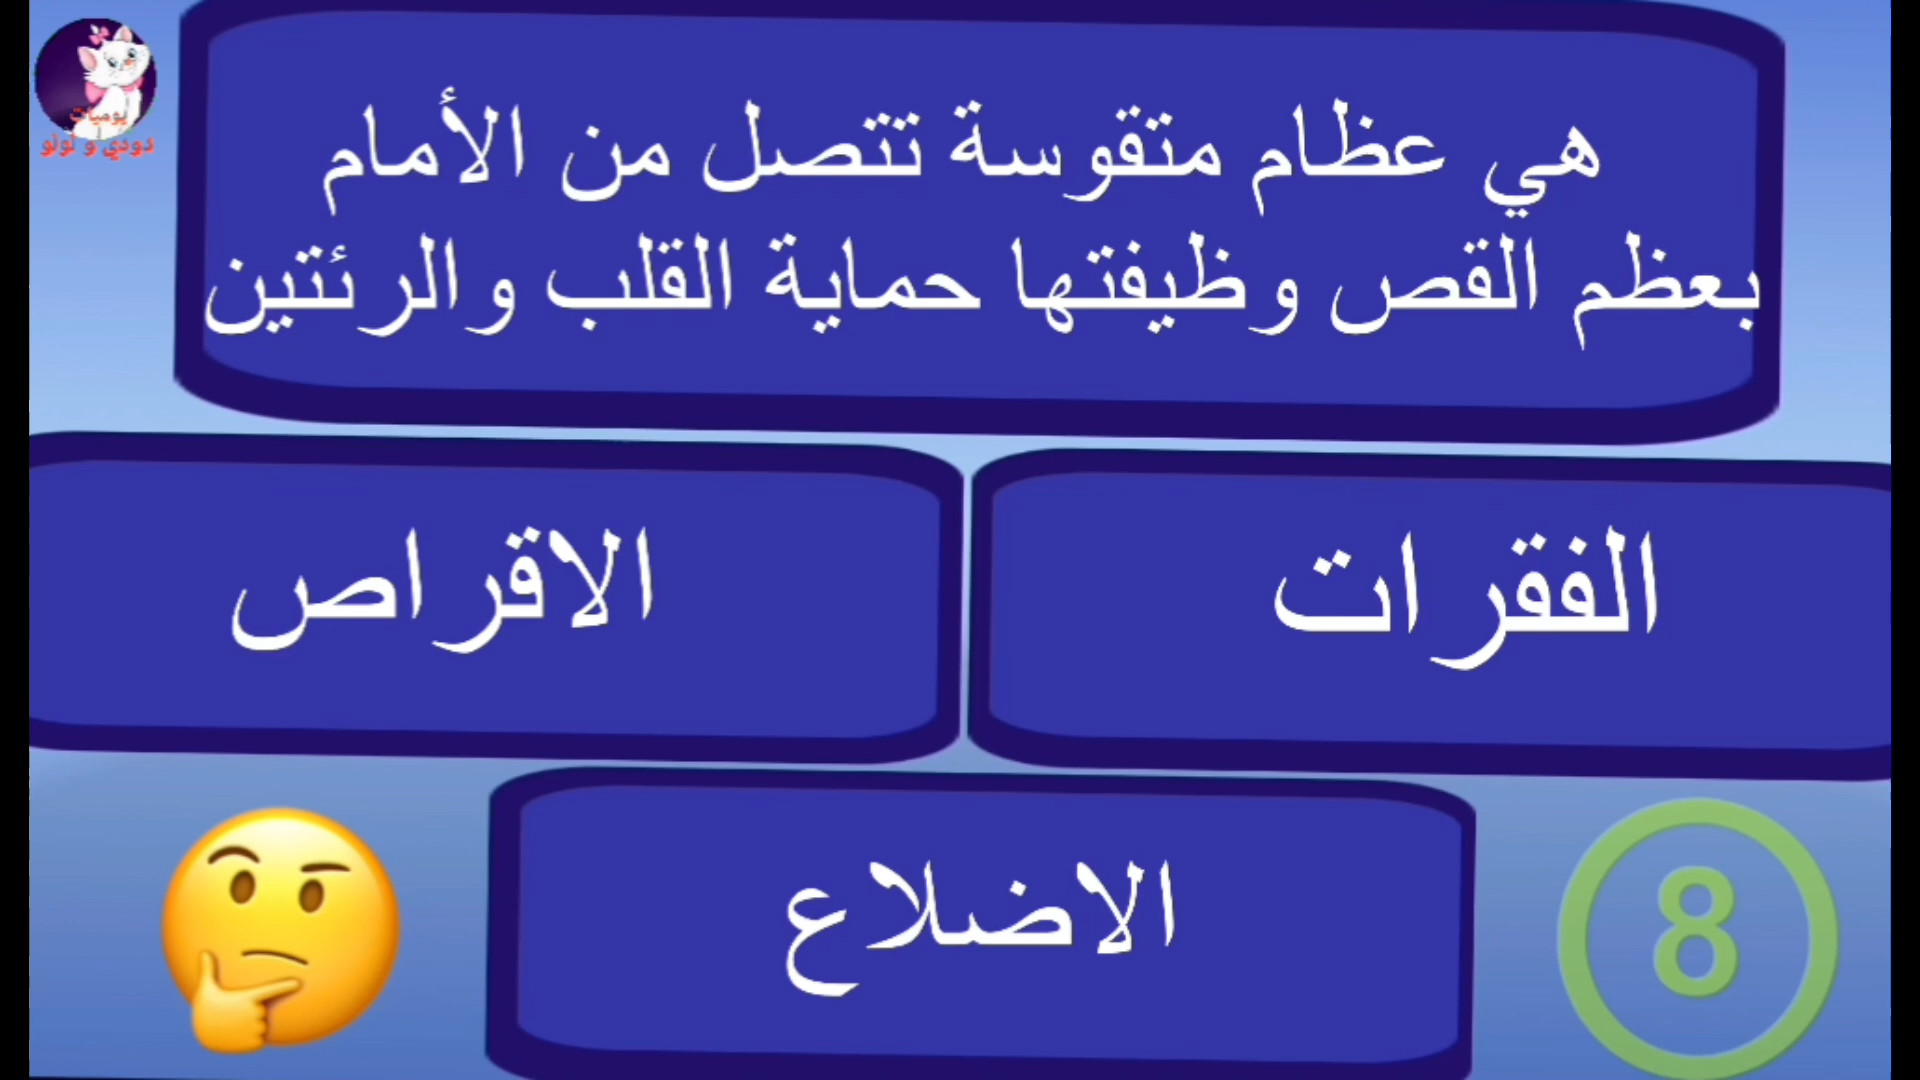 يوميات
دودي و لولو
هي عظام متقوسة تتصل من الأمام
بعظم القص وظيفتها حماية القلب والرئتين
الفقرات
الاقراص
الاضلاع
8